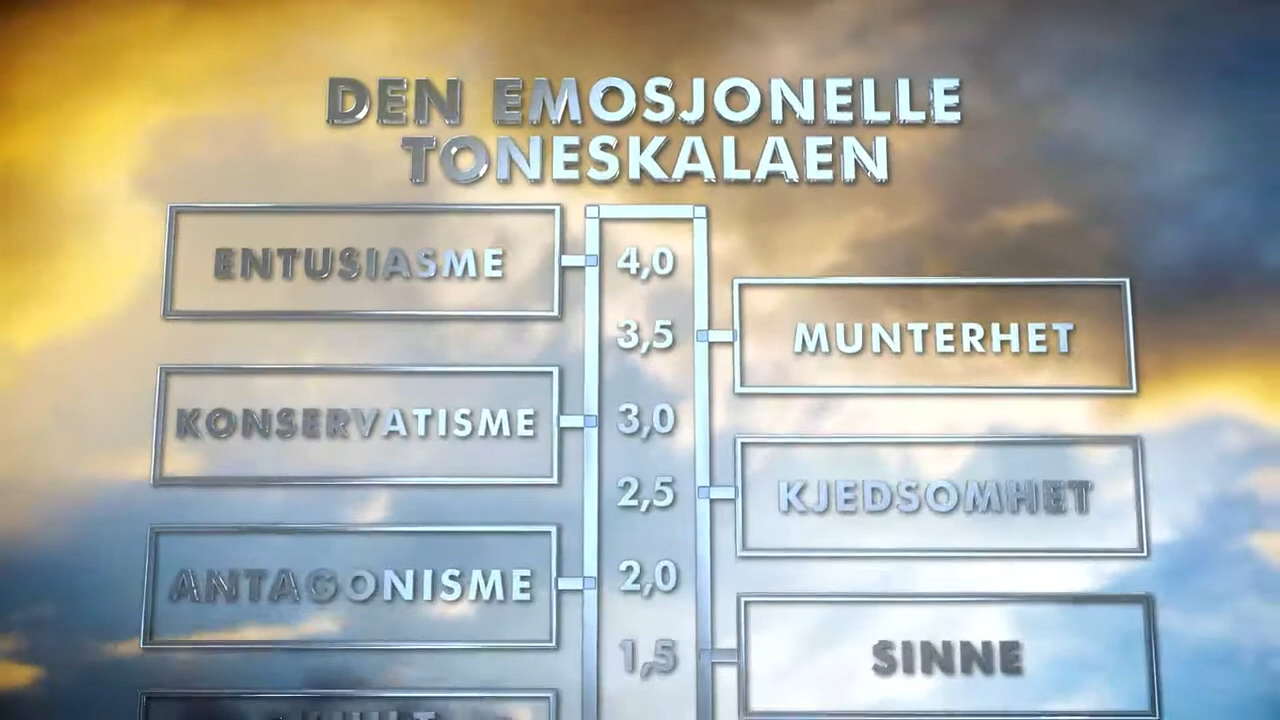 DEN EMOSJONELLE
TONESKALAEN
ENTUSIASME
4,0
3,5
MUNTERHET
KONSERVATISME
3,0
2,5
KJEDSOMHET
ANTAGONISME
2,0
1,5
SINNE